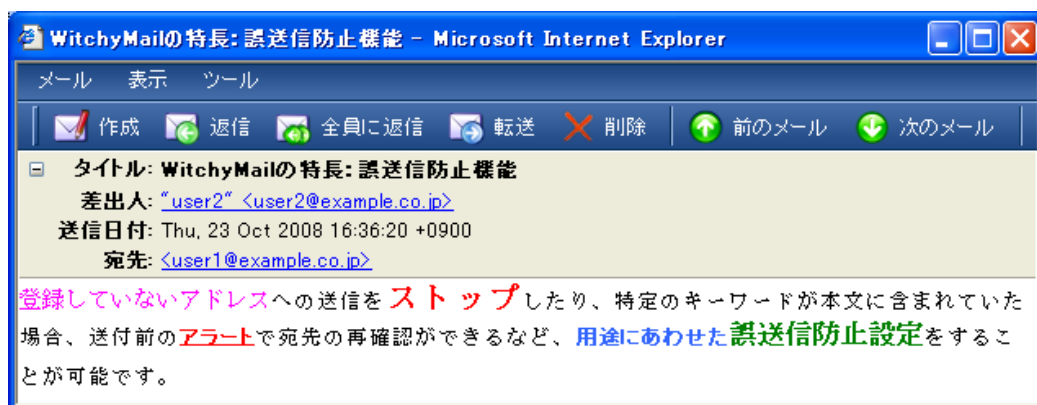 WitchyMailの特長: 誤送信防止機能 - Microsoft Internet Explorer
メール 表示 ツール
作成 返信 全員に返信 転送 削除 前のメール 次のメール
タイトル: WitchyMailの特長: 誤送信防止機能
差出人: "user2" <user2@example.co.jp>
送信日付: Thu, 23 Oct 2008 16:36:20 +0900
宛先: <user1@example.co.jp>
登録していないアドレスへの送信をストップしたり、特定のキーワードが本文に含まれていた
場合、送付前のアラートで宛先の再確認ができるなど、用途にあわせた誤送信防止設定をするこ
とが可能です。